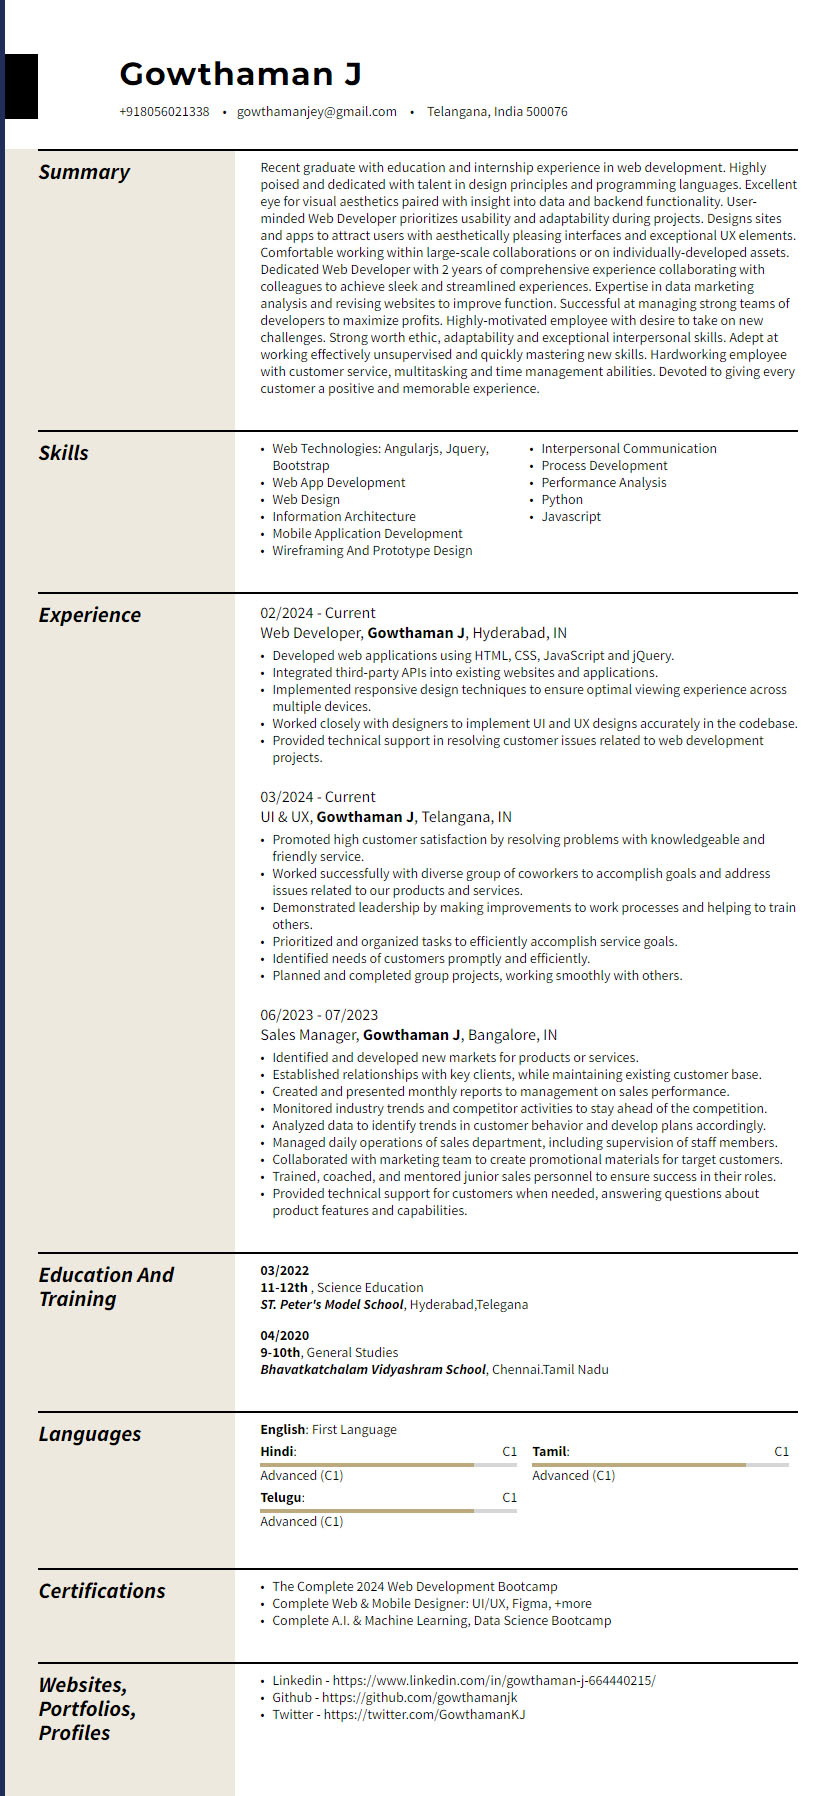 Gowthaman J
+918056021338 • gowthamanjey@gmail.com • Telangana, India 500076
Summary
Recent graduate with education and internship experience in web development. Highly
poised and dedicated with talent in design principles and programming languages. Excellent
eye for visual aesthetics paired with insight into data and backend functionality. User-
minded Web Developer prioritizes usability and adaptability during projects. Designs sites
and apps to attract users with aesthetically pleasing interfaces and exceptional UX elements.
Comfortable working within large-scale collaborations or on individually-developed assets.
Dedicated Web Developer with 2 years of comprehensive experience collaborating with
colleagues to achieve sleek and streamlined experiences. Expertise in data marketing
analysis and revising websites to improve function. Successful at managing strong teams of
developers to maximize profits. Highly-motivated employee with desire to take on new
challenges. Strong worth ethic, adaptability and exceptional interpersonal skills. Adept at
working effectively unsupervised and quickly mastering new skills. Hardworking employee
with customer service, multitasking and time management abilities. Devoted to giving every
customer a positive and memorable experience.
Skills
• Web Technologies: Angularjs, Jquery,
Bootstrap
• Web App Development
• Web Design
• Information Architecture
• Mobile Application Development
• Wireframing And Prototype Design
• Interpersonal Communication
• Process Development
• Performance Analysis
• Python
• Javascript
Experience
02/2024 - Current
Web Developer, Gowthaman J, Hyderabad, IN
• Developed web applications using HTML, CSS, JavaScript and jQuery.
• Integrated third-party APIs into existing websites and applications.
• Implemented responsive design techniques to ensure optimal viewing experience across
multiple devices.
• Worked closely with designers to implement UI and UX designs accurately in the codebase.
• Provided technical support in resolving customer issues related to web development
projects.
03/2024 - Current
UI & UX, Gowthaman J, Telangana, IN
• Promoted high customer satisfaction by resolving problems with knowledgeable and
friendly service.
• Worked successfully with diverse group of coworkers to accomplish goals and address
issues related to our products and services.
• Demonstrated leadership by making improvements to work processes and helping to train
others.
• Prioritized and organized tasks to efficiently accomplish service goals.
• Identified needs of customers promptly and efficiently.
• Planned and completed group projects, working smoothly with others.
06/2023 - 07/2023
Sales Manager, Gowthaman J, Bangalore, IN
• Identified and developed new markets for products or services.
• Established relationships with key clients, while maintaining existing customer base.
• Created and presented monthly reports to management on sales performance.
• Monitored industry trends and competitor activities to stay ahead of the competition.
• Analyzed data to identify trends in customer behavior and develop plans accordingly.
• Managed daily operations of sales department, including supervision of staff members.
• Collaborated with marketing team to create promotional materials for target customers.
• Trained, coached, and mentored junior sales personnel to ensure success in their roles.
• Provided technical support for customers when needed, answering questions about
product features and capabilities.
Education And
Training
03/2022
11-12th , Science Education
ST. Peter's Model School, Hyderabad,Telegana
04/2020
9-10th, General Studies
Bhavatkatchalam Vidyashram School, Chennai.Tamil Nadu
Languages
English: First Language
Hindi: C1
Advanced (C1)
Tamil: C1
Advanced (C1)
Telugu: C1
Advanced (C1)
Certifications
• The Complete 2024 Web Development Bootcamp
• Complete Web & Mobile Designer: UI/UX, Figma, +more
• Complete A.I. & Machine Learning, Data Science Bootcamp
Websites,
Portfolios,
Profiles
• Linkedin - https://www.linkedin.com/in/gowthaman-j-664440215/
• Github - https://github.com/gowthamanjk
• Twitter - https://twitter.com/GowthamanKJ